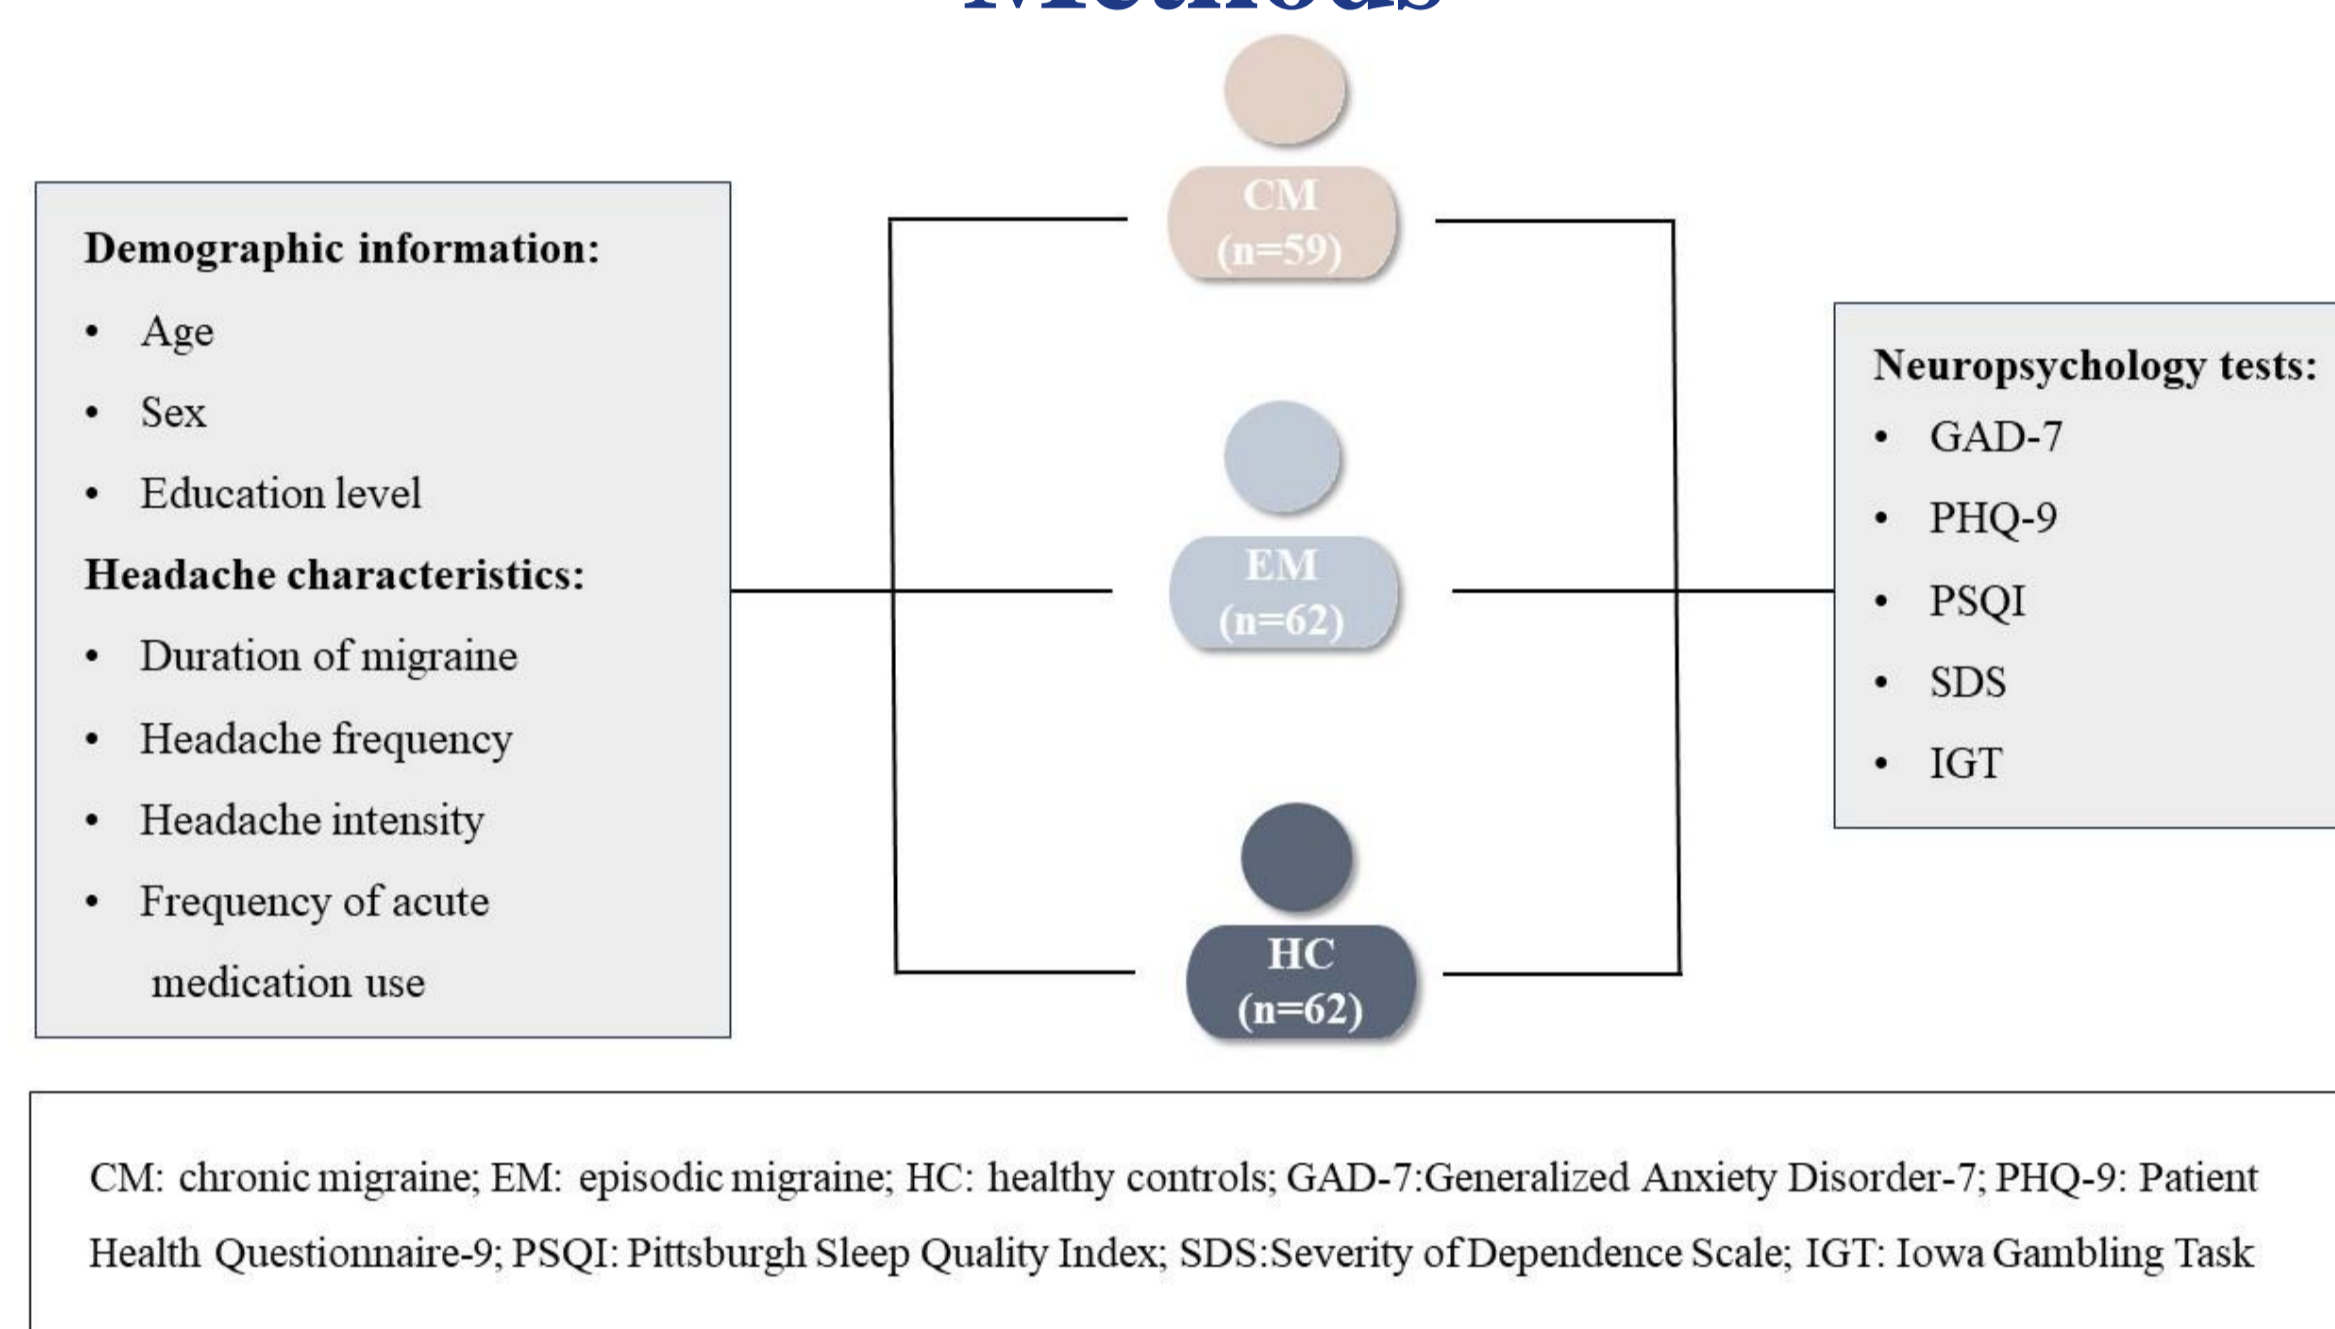 Methods
Demographic information:
• Age
• Sex
• Education level
Headache characteristics:
• Duration of migraine
• Headache frequency
• Headache intensity
• Frequency of acute
medication use
CM
(n=59)
EM
(n=62)
HC
(n=62)
Neuropsychology tests:
• GAD-7
• PHQ-9
• PSQI
• SDS
• IGT
CM: chronic migraine; EM: episodic migraine; HC: healthy controls; GAD-7:Generalized Anxiety Disorder-7; PHQ-9: Patient
Health Questionnaire-9; PSQI: Pittsburgh Sleep Quality Index; SDS:Severity of Dependence Scale; IGT: Iowa Gambling Task